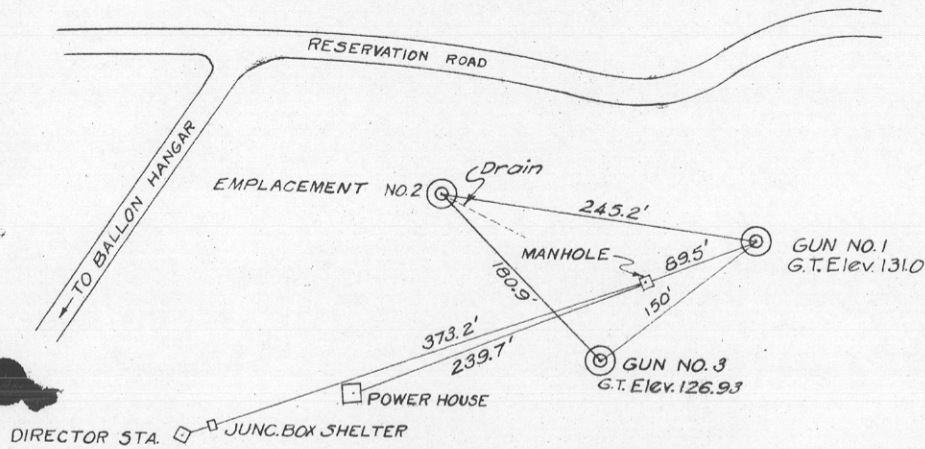 RESERVATION ROAD
TO BALLON HANGAR
EMPLACEMENT NO.2
Drain
245.2'
GUN NO.1
G.T. Elev. 131.0
MANHOLE
89.5'
180.9'
150'
373.2'
239.7'
GUN NO.3
G.T. Elev. 126.93
POWER HOUSE
DIRECTOR STA.
JUNC. BOX SHELTER